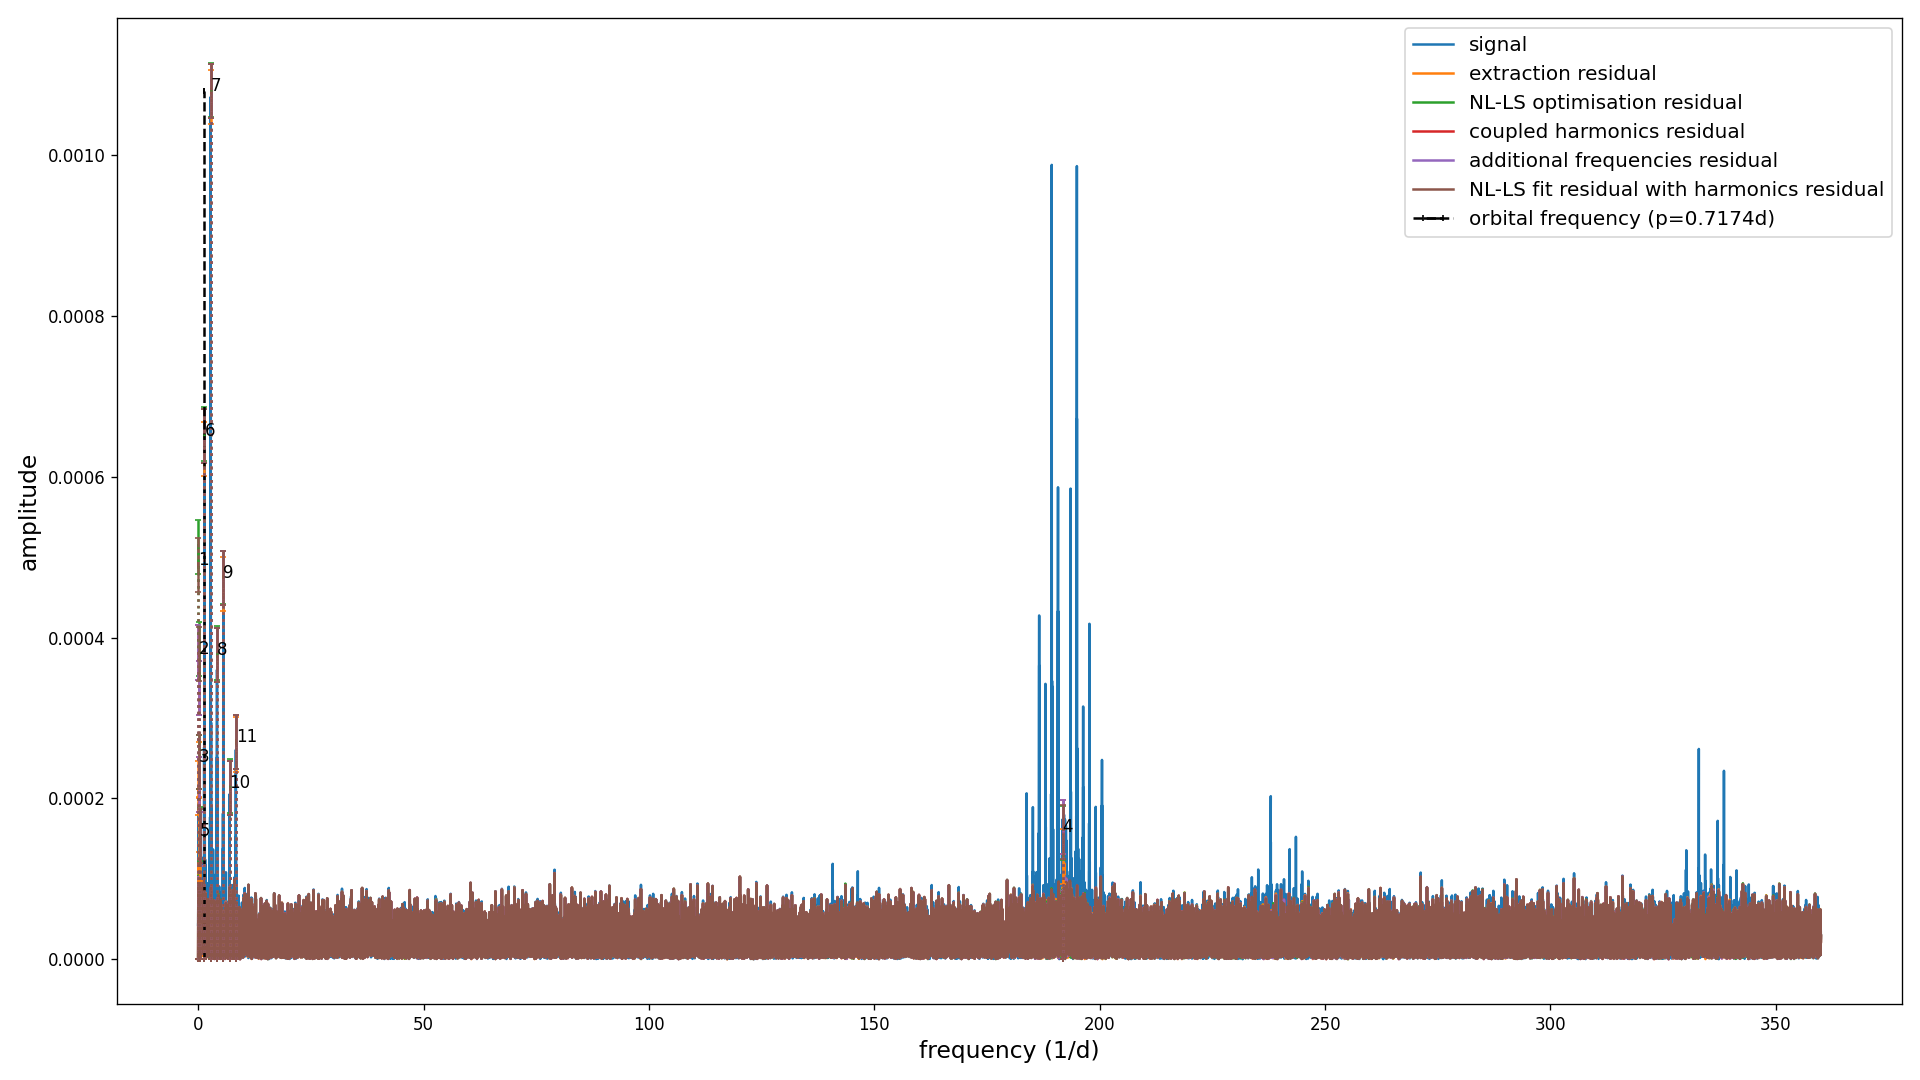 signal
extraction residual
NL-LS optimisation residual
coupled harmonics residual
additional frequencies residual
NL-LS fit residual with harmonics residual
orbital frequency (p=0.7174d)
amplitude
0.0010
0.0008
0.0006
0.0004
0.0002
0.0000
7
6
1
9
2
8
11
3
10
5
4
0
50
100
150
200
250
300
350
frequency (1/d)